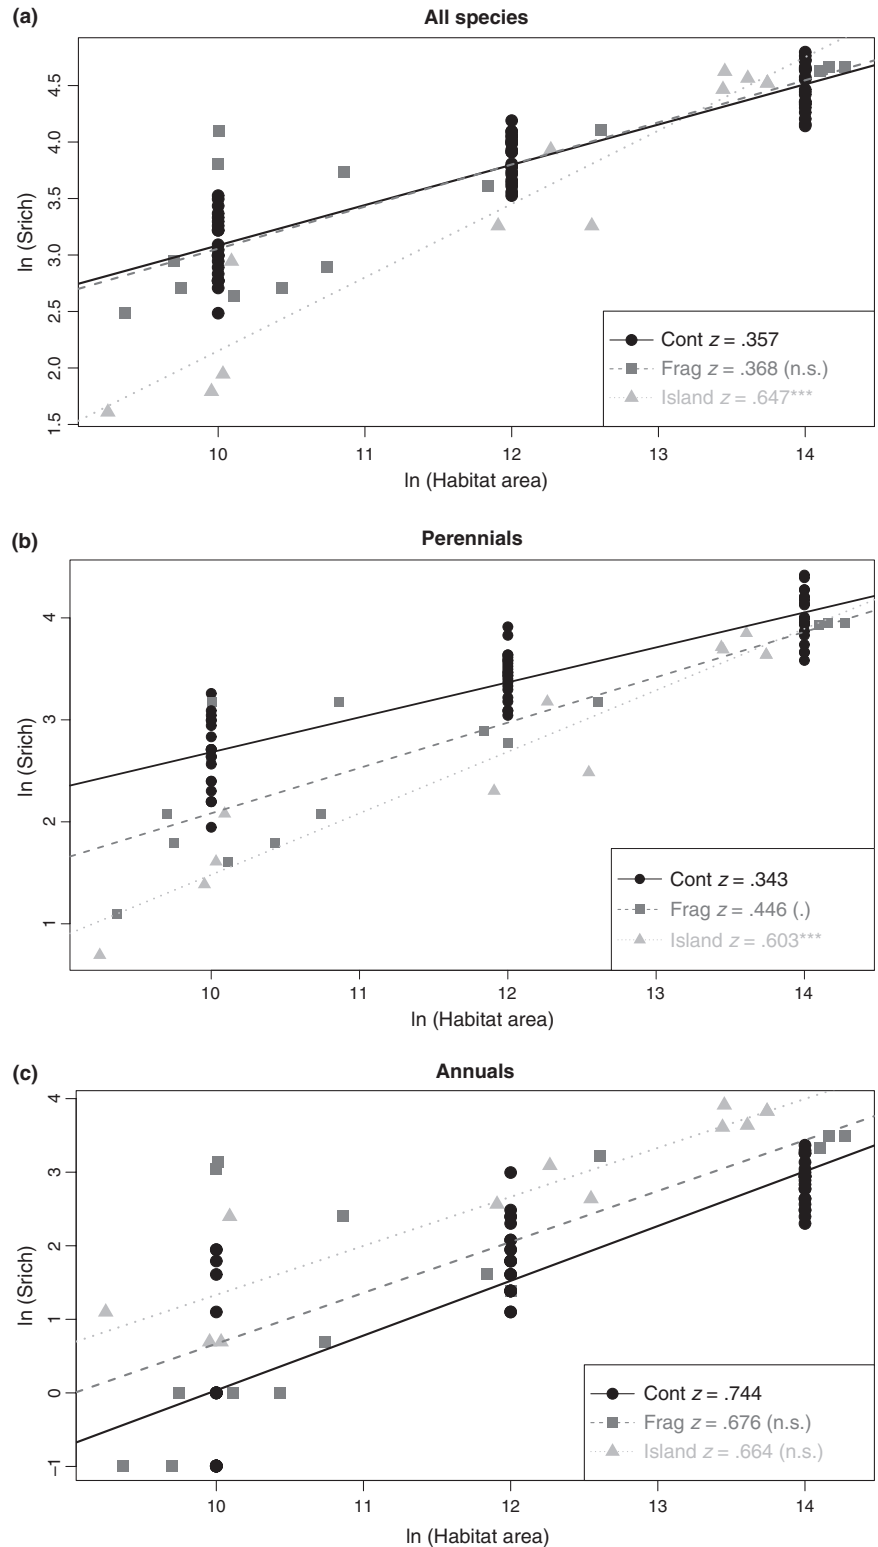 (a)
All species
ln (Srich)
4.5
4.0
3.5
3.0
2.5
2.0
1.5
Cont z = .357
Frag z = .368 (n.s.)
Island z = .647***
10 11 12 13 14
ln (Habitat area)
(b)
Perennials
ln (Srich)
4
3
2
1
Cont z = .343
Frag z = .446 (.)
Island z = .603***
10 11 12 13 14
ln (Habitat area)
(c)
Annuals
ln (Srich)
4
3
2
1
0
−1
Cont z = .744
Frag z = .676 (n.s.)
Island z = .664 (n.s.)
10 11 12 13 14
ln (Habitat area)